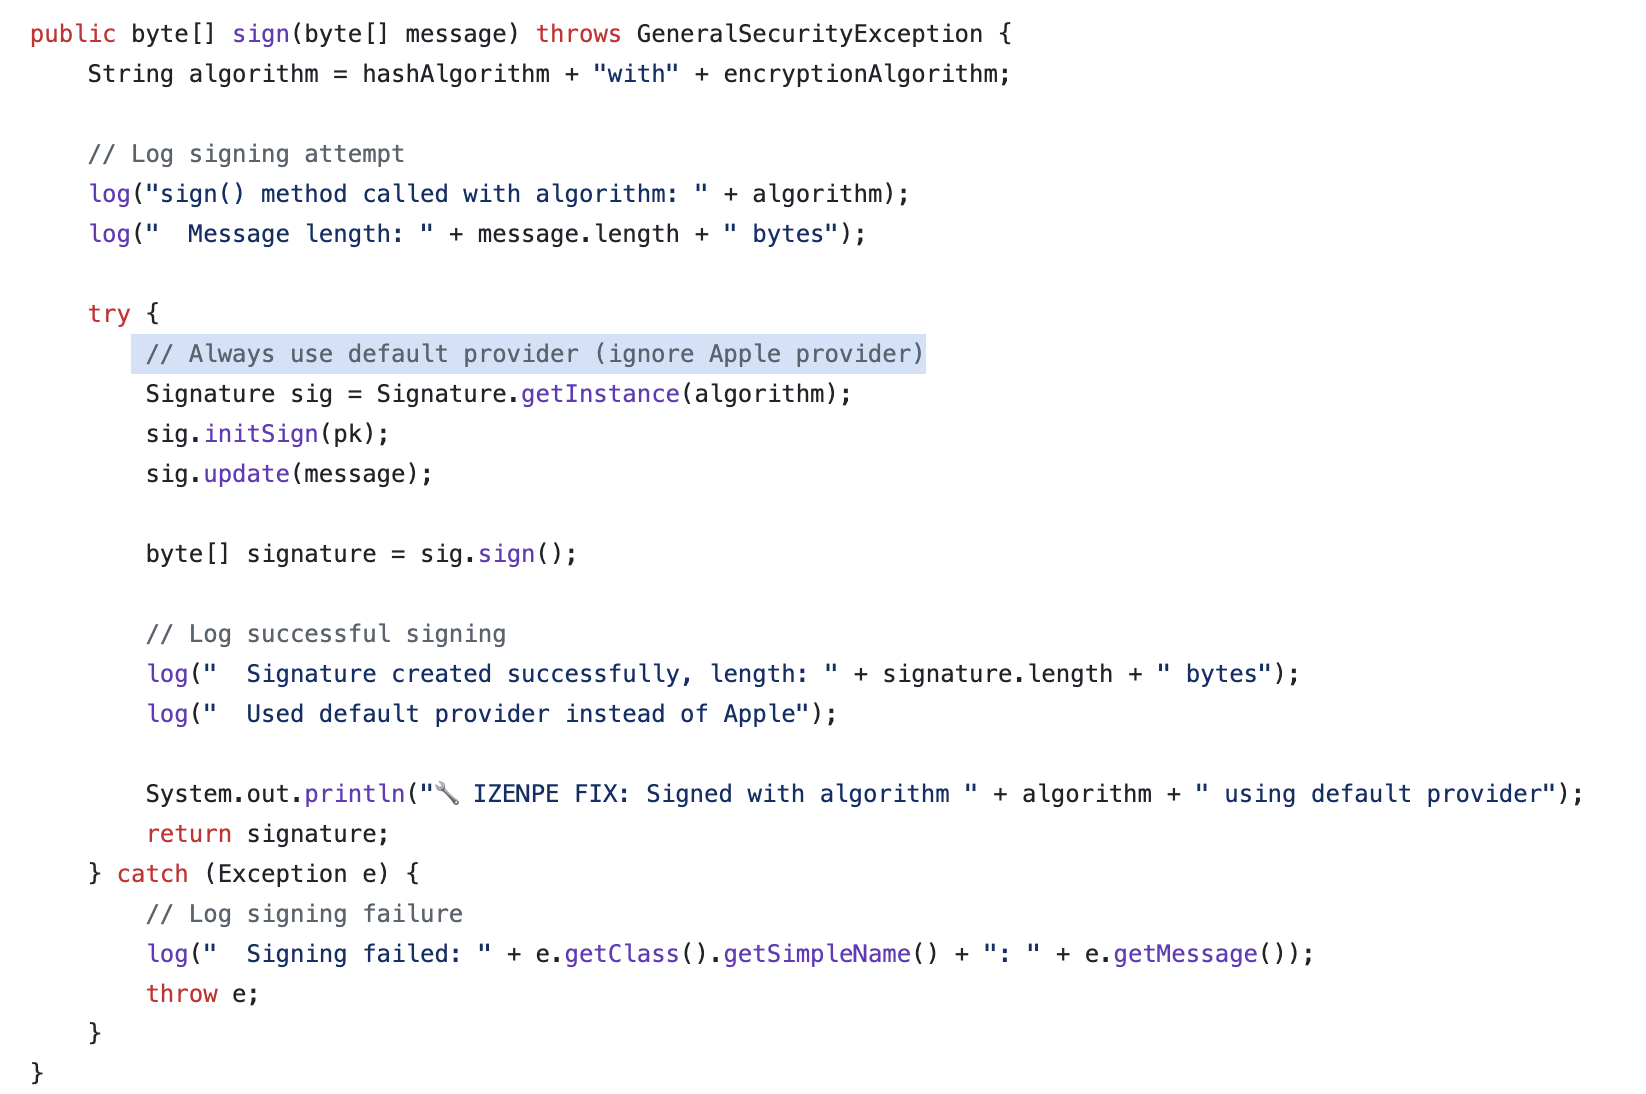 public byte[] sign(byte[] message) throws GeneralSecurityException {
    String algorithm = hashAlgorithm + "with" + encryptionAlgorithm;

    // Log signing attempt
    log("sign() method called with algorithm: " + algorithm);
    log("  Message length: " + message.length + " bytes");

    try {
        // Always use default provider (ignore Apple provider)
        Signature sig = Signature.getInstance(algorithm);
        sig.initSign(pk);
        sig.update(message);

        byte[] signature = sig.sign();

        // Log successful signing
        log("  Signature created successfully, length: " + signature.length + " bytes");
        log("  Used default provider instead of Apple");

        System.out.println("🔧 IZENPE FIX: Signed with algorithm " + algorithm + " using default provider");
        return signature;
    } catch (Exception e) {
        // Log signing failure
        log("  Signing failed: " + e.getClass().getSimpleName() + ": " + e.getMessage());
        throw e;
    }
}